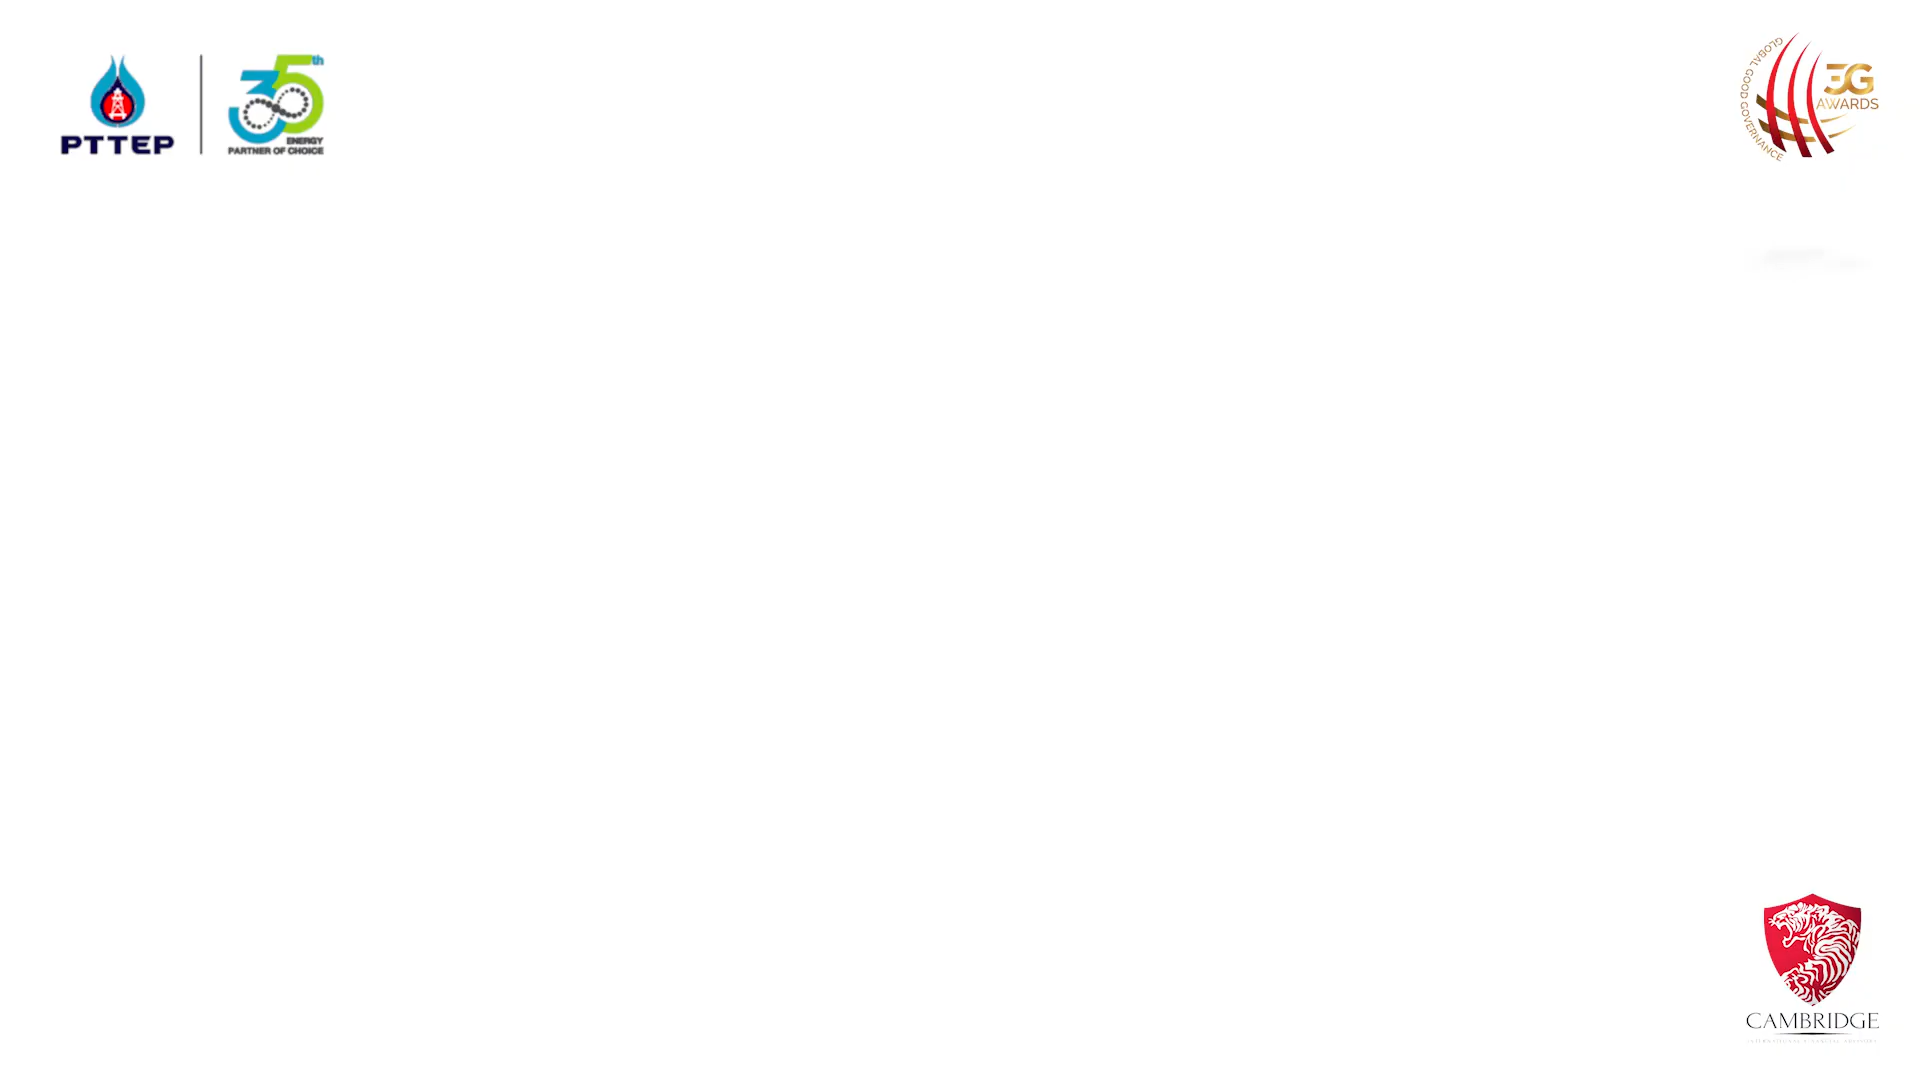 PTTEP
35th
ENERGY
PARTNER OF CHOICE
GLOBAL GOOD GOVERNANCE
3G
AWARDS
CAMBRIDGE